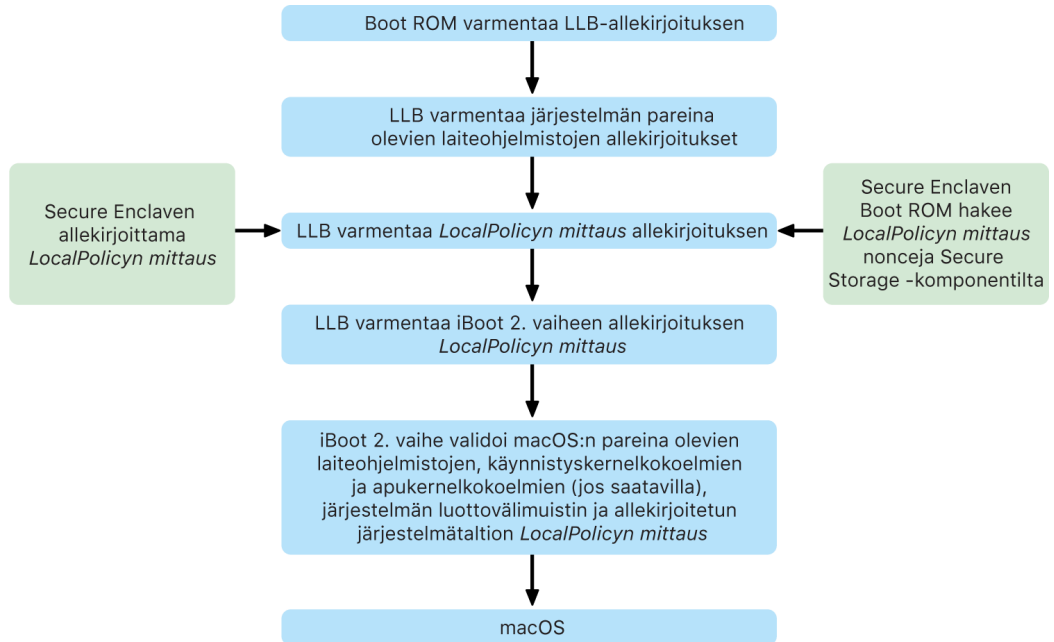 Boot ROM varmentaa LLB-allekirjoituksen
LLB varmentaa järjestelmän pareina
olevien laiteohjelmistojen allekirjoitukset
Secure Enclaven
allekirjoittama
LocalPolicyn mittaus
LLB varmentaa LocalPolicyn mittaus allekirjoituksen
Secure Enclaven
Boot ROM hakee
LocalPolicyn mittaus
nonceja Secure
Storage -komponentilta
LLB varmentaa iBoot 2. vaiheen allekirjoituksen
LocalPolicyn mittaus
iBoot 2. vaihe validoi macOS:n pareina olevien
laiteohjelmistojen, käynnistyskernelkokoelmien
ja apukernelkokoelmien (jos saatavilla),
järjestelmän luottovälimuistin ja allekirjoitetun
järjestelmätaltion LocalPolicyn mittaus
macOS